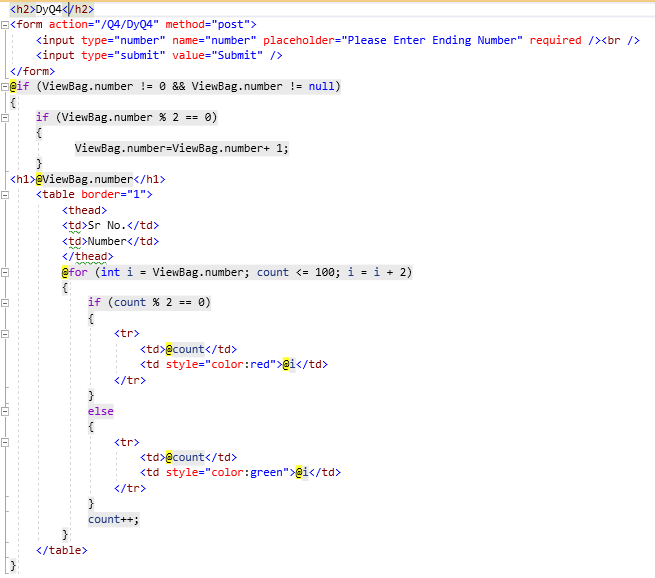 <h2>DyQ4</h2>
<form action="/Q4/DyQ4" method="post">
    <input type="number" name="number" placeholder="Please Enter Ending Number" required /><br />
    <input type="submit" value="Submit" />
</form>
@if (ViewBag.number != 0 && ViewBag.number != null)
{
    if (ViewBag.number % 2 == 0)
    {
          ViewBag.number=ViewBag.number+ 1;
    }
<h1>@ViewBag.number</h1>
    <table border="1">
        <thead>
        <td>Sr No.</td>
        <td>Number</td>
        </thead>
        @for (int i = ViewBag.number; count <= 100; i = i + 2)
        {
            if (count % 2 == 0)
            {
                <tr>
                    <td>@count</td>
                    <td style="color:red">@i</td>
                </tr>
            }
            else
            {
                <tr>
                    <td>@count</td>
                    <td style="color:green">@i</td>
                </tr>
            }
            count++;
        }
    </table>
}